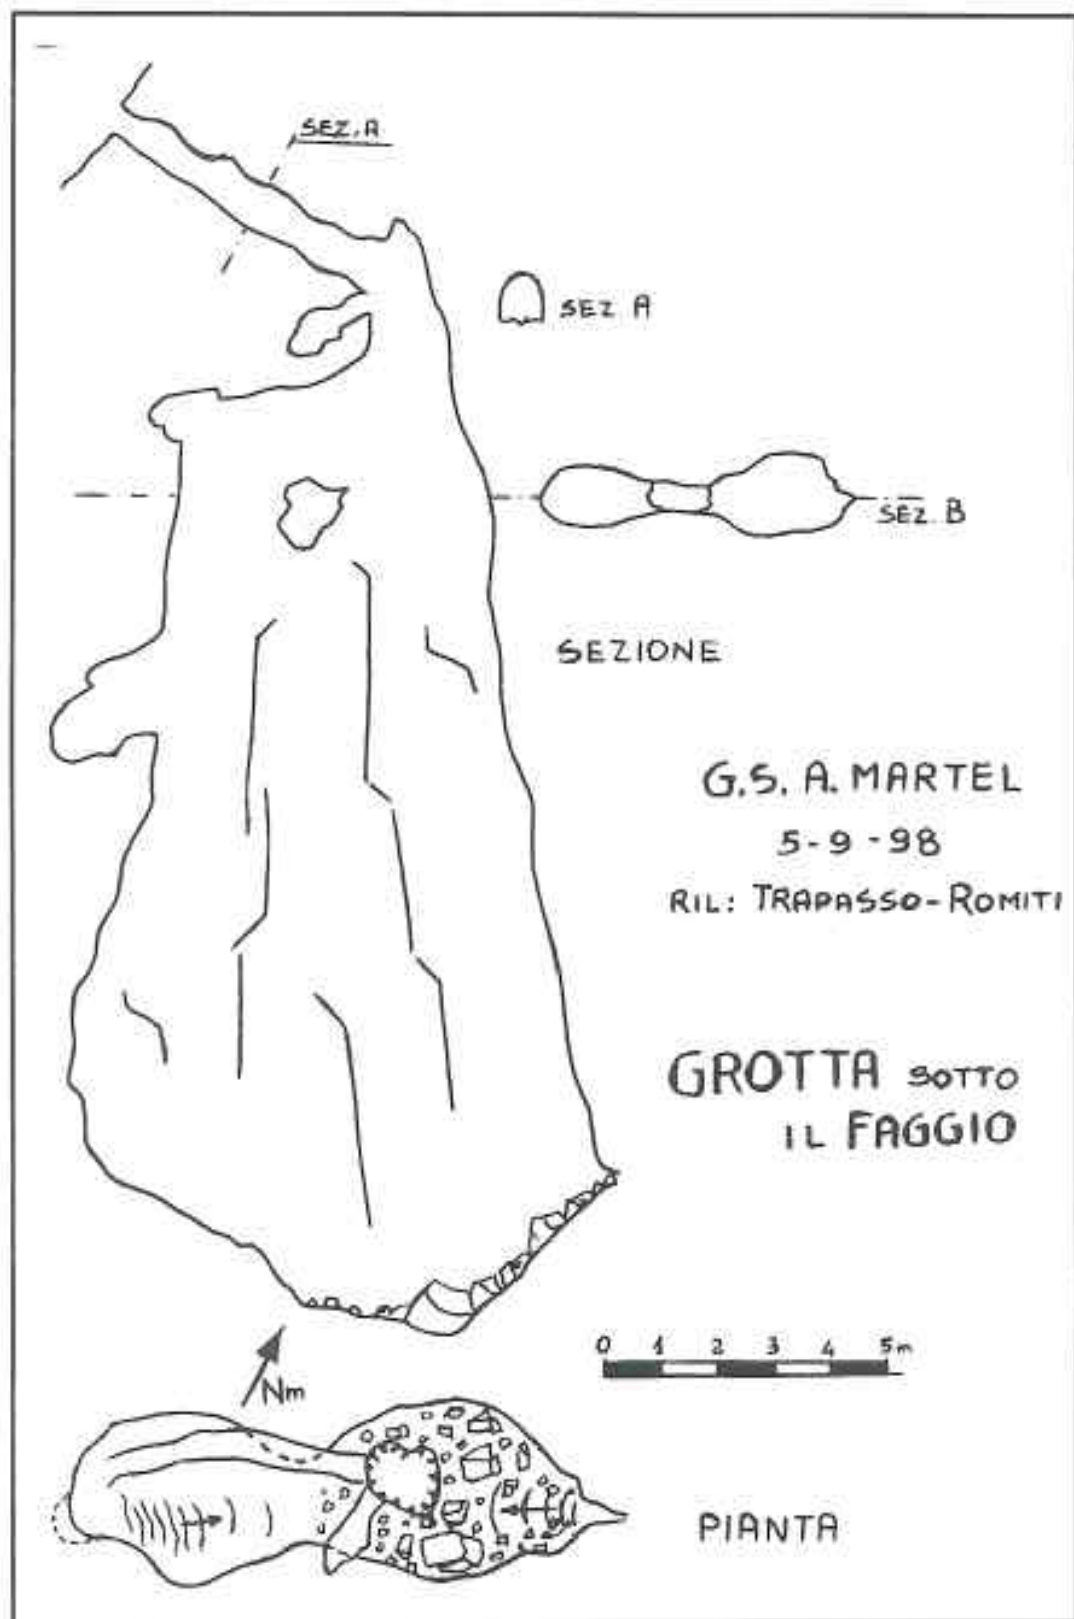 SEZ. A
SEZ. A
SEZ. B
SEZIONE
G.S. A. MARTEL
5-9-98
RIL: TRAPASSO-ROMITI
GROTTA SOTTO
IL FAGGIO
0 1 2 3 4 5m
Nm
PIANTA